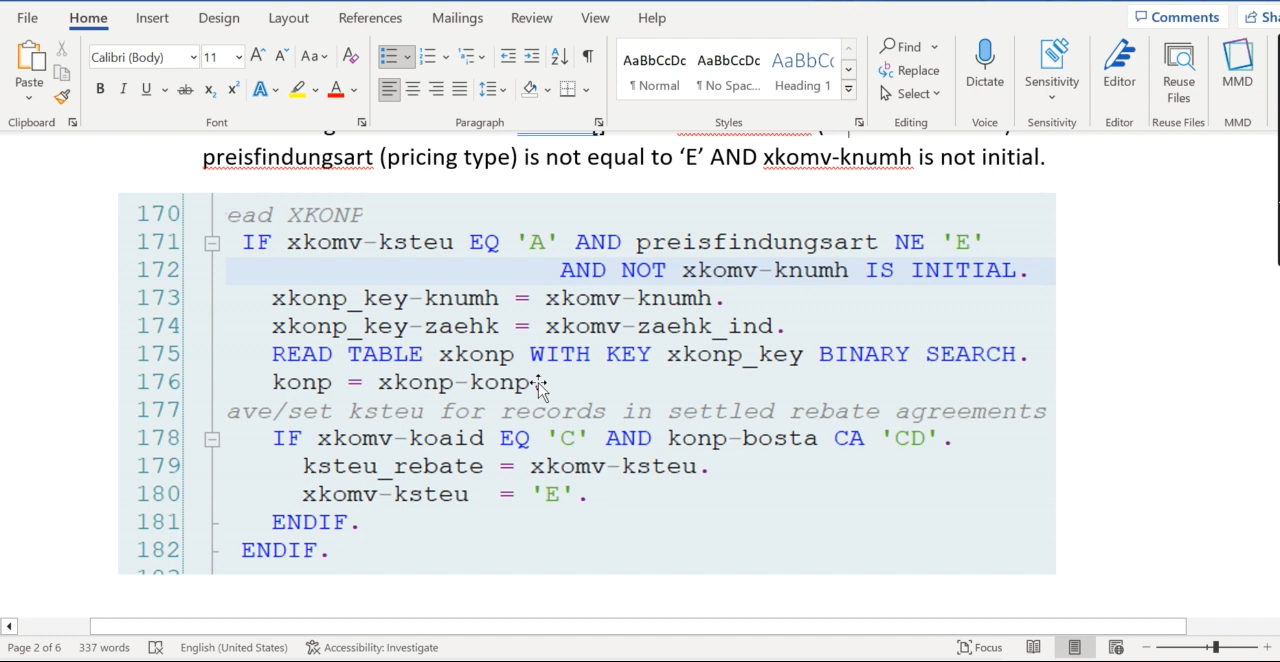 File Home Insert Design Layout References Mailings Review View Help Comments Sha
Paste
Clipboard
Calibri (Body) 11 A A Aa A
B I U ab x₂ x² A A
Font
Paragraph
AaBbCcDc AaBbCcDc AaBbCc
¶ Normal ¶ No Spac... Heading 1
Styles
Find
Replace
Select
Editing
Dictate
Voice
Sensitivity
Sensitivity
Editor
Editor
Reuse Files
Reuse Files
MMD
MMD
preisfindungsart (pricing type) is not equal to ‘E’ AND xkomv-knumh is not initial.
170 ead XKONP
171 IF xkomv-ksteu EQ 'A' AND preisfindungsart NE 'E'
172 AND NOT xkomv-knumh IS INITIAL.
173 xkonp_key-knumh = xkomv-knumh.
174 xkonp_key-zaehk = xkomv-zaehk_ind.
175 READ TABLE xkonp WITH KEY xkonp_key BINARY SEARCH.
176 konp = xkonp-konp.
177 ave/set ksteu for records in settled rebate agreements
178 IF xkomv-koaid EQ 'C' AND konp-bosta CA 'CD'.
179 ksteu_rebate = xkomv-ksteu.
180 xkomv-ksteu = 'E'.
181 ENDIF.
182 ENDIF.
Page 2 of 6 337 words English (United States) Accessibility: Investigate Focus